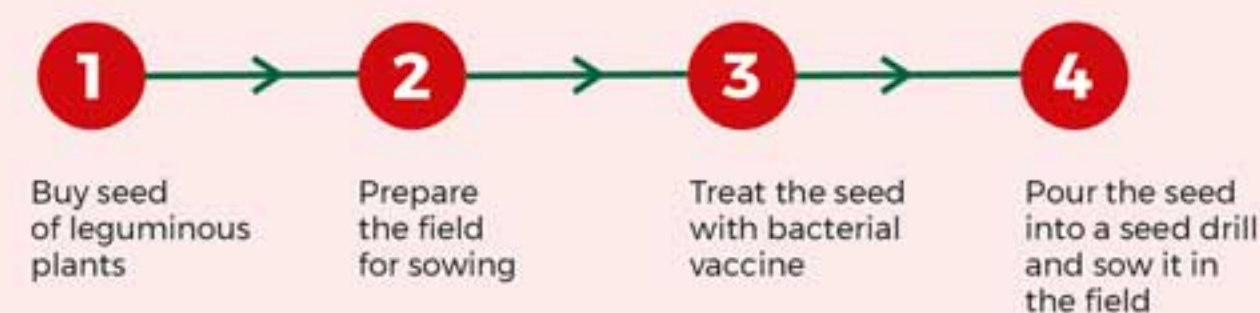 1
2
3
4
Buy seed
of leguminous
plants
Prepare
the field
for sowing
Treat the seed
with bacterial
vaccine
Pour the seed
into a seed drill
and sow it in
the field